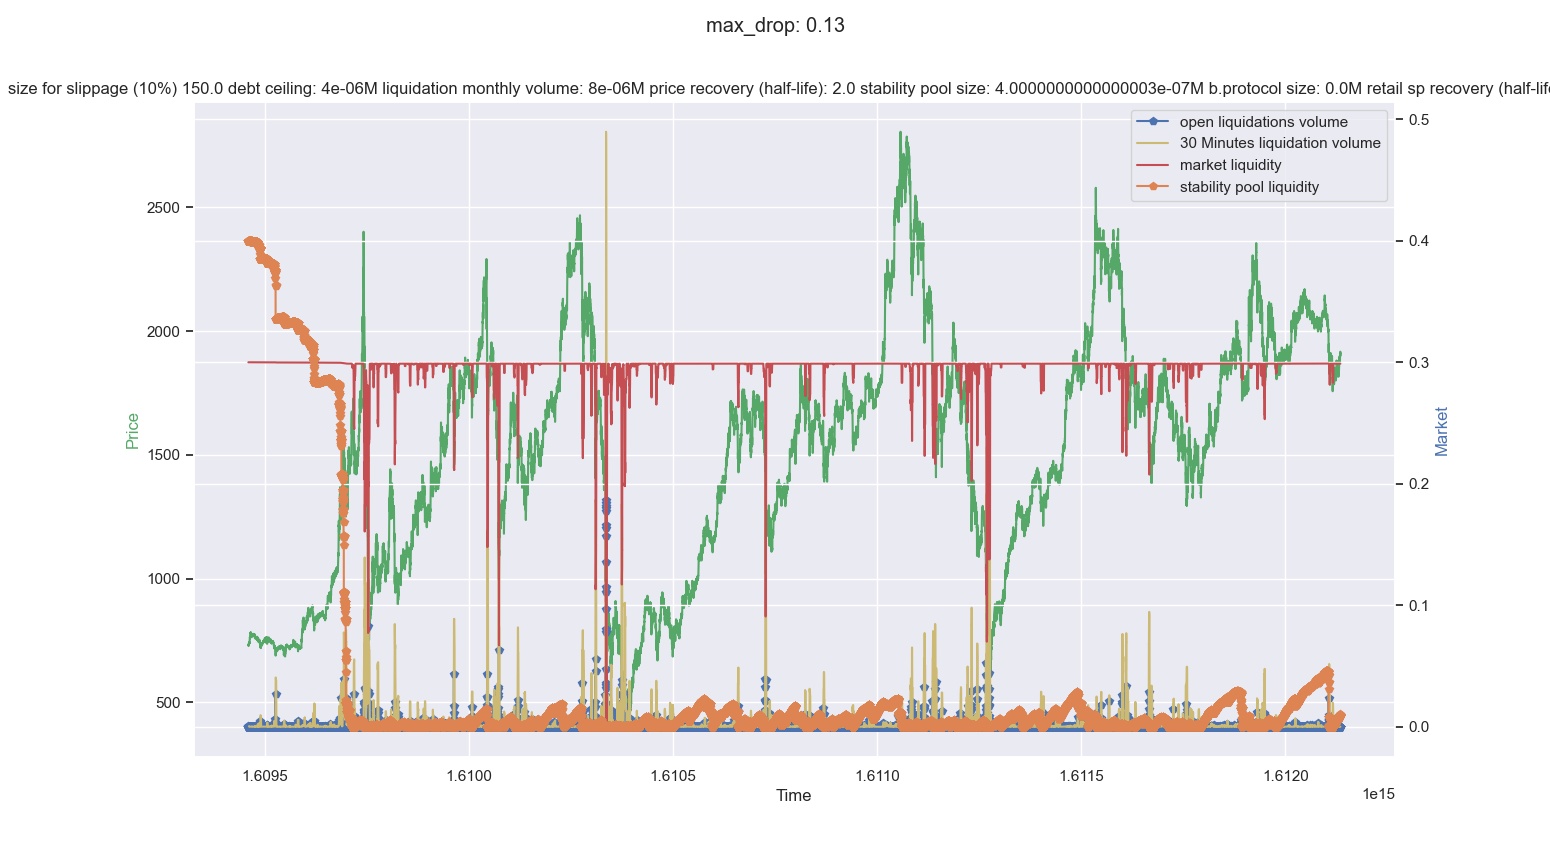 max_drop: 0.13
size for slippage (10%) 150.0 debt ceiling: 4e-06M liquidation monthly volume: 8e-06M price recovery (half-life): 2.0 stability pool size: 4.0000000000000003e-07M b.protocol size: 0.0M retail sp recovery (half-life
open liquidations volume
30 Minutes liquidation volume
market liquidity
stability pool liquidity
2500
2000
1500
1000
500
Price
0.5
0.4
0.3
0.2
0.1
0.0
Market
1.6095 1.6100 1.6105 1.6110 1.6115 1.6120
Time
1e15